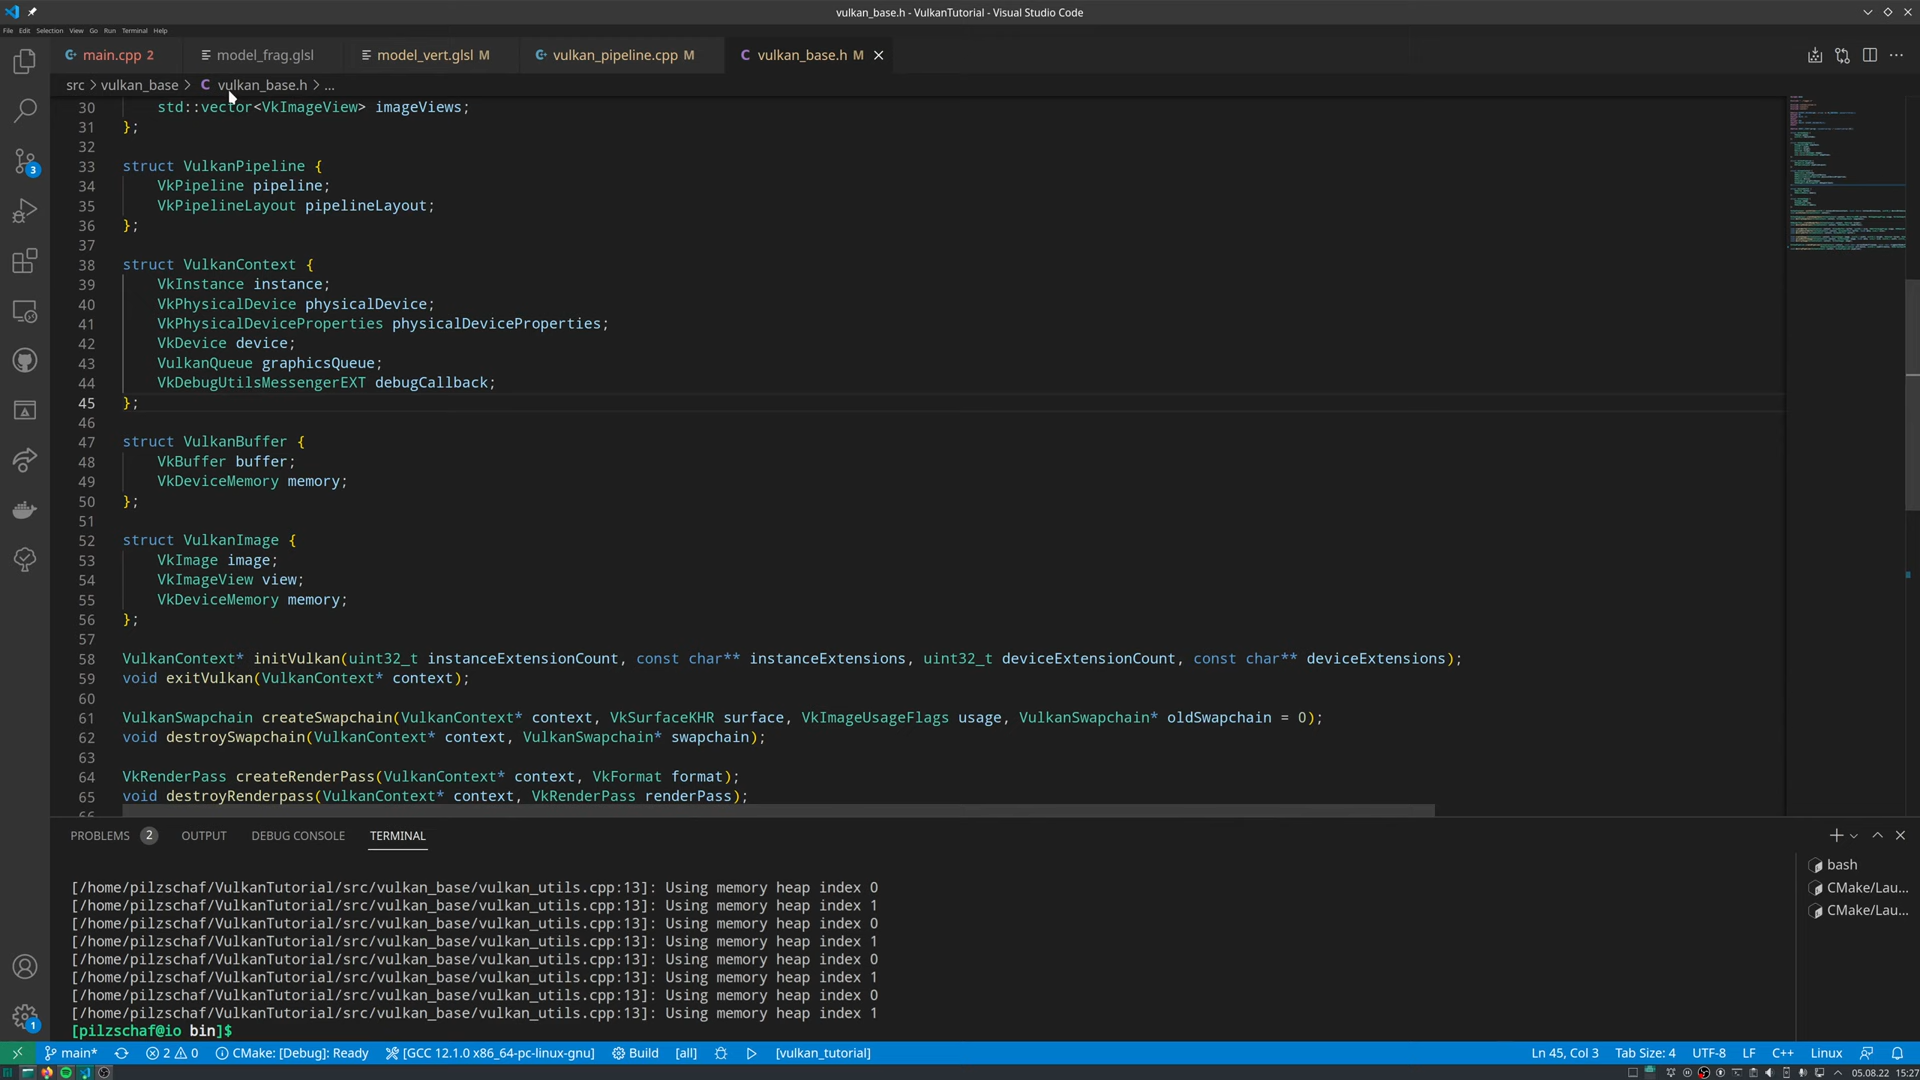 vulkan_base.h - VulkanTutorial - Visual Studio Code
File Edit Selection View Go Run Terminal Help
main.cpp 2 model_frag.glsl model_vert.glsl M vulkan_pipeline.cpp M vulkan_base.h M
src > vulkan_base > C vulkan_base.h > ...
30 std::vector<VkImageView> imageViews;
31 };
32
33 struct VulkanPipeline {
34 VkPipeline pipeline;
35 VkPipelineLayout pipelineLayout;
36 };
37
38 struct VulkanContext {
39 VkInstance instance;
40 VkPhysicalDevice physicalDevice;
41 VkPhysicalDeviceProperties physicalDeviceProperties;
42 VkDevice device;
43 VulkanQueue graphicsQueue;
44 VkDebugUtilsMessengerEXT debugCallback;
45 };
46
47 struct VulkanBuffer {
48 VkBuffer buffer;
49 VkDeviceMemory memory;
50 };
51
52 struct VulkanImage {
53 VkImage image;
54 VkImageView view;
55 VkDeviceMemory memory;
56 };
57
58 VulkanContext* initVulkan(uint32_t instanceExtensionCount, const char** instanceExtensions, uint32_t deviceExtensionCount, const char** deviceExtensions);
59 void exitVulkan(VulkanContext* context);
60
61 VulkanSwapchain createSwapchain(VulkanContext* context, VkSurfaceKHR surface, VkImageUsageFlags usage, VulkanSwapchain* oldSwapchain = 0);
62 void destroySwapchain(VulkanContext* context, VulkanSwapchain* swapchain);
63
64 VkRenderPass createRenderPass(VulkanContext* context, VkFormat format);
65 void destroyRenderpass(VulkanContext* context, VkRenderPass renderPass);
PROBLEMS 2 OUTPUT DEBUG CONSOLE TERMINAL
bash
CMake/Lau...
CMake/Lau...
[/home/pilzschaf/VulkanTutorial/src/vulkan_base/vulkan_utils.cpp:13]: Using memory heap index 0
[/home/pilzschaf/VulkanTutorial/src/vulkan_base/vulkan_utils.cpp:13]: Using memory heap index 1
[/home/pilzschaf/VulkanTutorial/src/vulkan_base/vulkan_utils.cpp:13]: Using memory heap index 0
[/home/pilzschaf/VulkanTutorial/src/vulkan_base/vulkan_utils.cpp:13]: Using memory heap index 1
[/home/pilzschaf/VulkanTutorial/src/vulkan_base/vulkan_utils.cpp:13]: Using memory heap index 0
[/home/pilzschaf/VulkanTutorial/src/vulkan_base/vulkan_utils.cpp:13]: Using memory heap index 1
[/home/pilzschaf/VulkanTutorial/src/vulkan_base/vulkan_utils.cpp:13]: Using memory heap index 0
[/home/pilzschaf/VulkanTutorial/src/vulkan_base/vulkan_utils.cpp:13]: Using memory heap index 1
[pilzschaf@io bin]$
main* 2 0 CMake: [Debug]: Ready [GCC 12.1.0 x86_64-pc-linux-gnu] Build [all] [vulkan_tutorial] Ln 45, Col 3 Tab Size: 4 UTF-8 LF C++ Linux
05.08.22 15:27